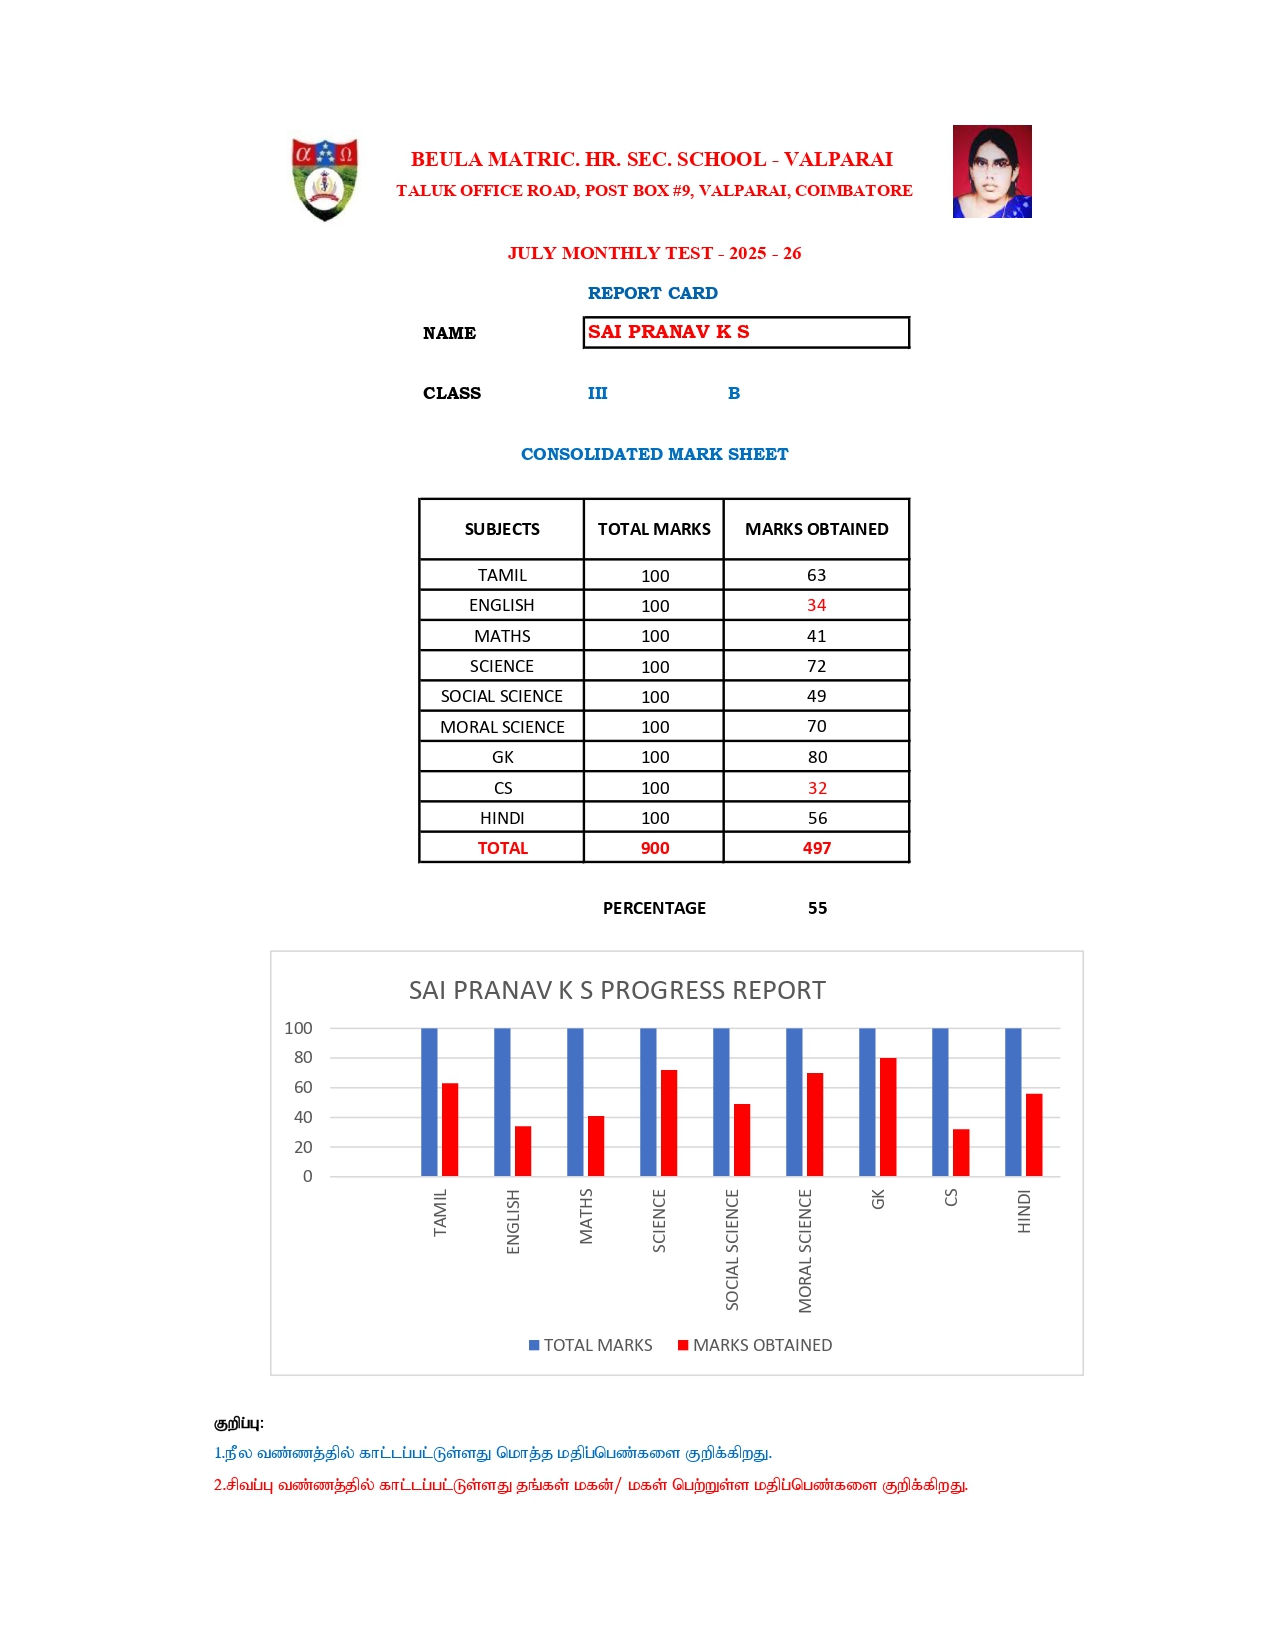 α Ω
BEULA MATRIC. HR. SEC. SCHOOL - VALPARAI
TALUK OFFICE ROAD, POST BOX #9, VALPARAI, COIMBATORE
JULY MONTHLY TEST - 2025 - 26
REPORT CARD
NAME SAI PRANAV K S
CLASS III B
CONSOLIDATED MARK SHEET
SUBJECTS TOTAL MARKS MARKS OBTAINED
TAMIL 100 63
ENGLISH 100 34
MATHS 100 41
SCIENCE 100 72
SOCIAL SCIENCE 100 49
MORAL SCIENCE 100 70
GK 100 80
CS 100 32
HINDI 100 56
TOTAL 900 497
PERCENTAGE 55
SAI PRANAV K S PROGRESS REPORT
100
80
60
40
20
0
TAMIL
ENGLISH
MATHS
SCIENCE
SOCIAL SCIENCE
MORAL SCIENCE
GK
CS
HINDI
TOTAL MARKS MARKS OBTAINED
குறிப்பு:
1.நீல வண்ணத்தில் காட்டப்பட்டுள்ளது மொத்த மதிப்பெண்களை குறிக்கிறது.
2.சிவப்பு வண்ணத்தில் காட்டப்பட்டுள்ளது தங்கள் மகன்/ மகள் பெற்றுள்ள மதிப்பெண்களை குறிக்கிறது.